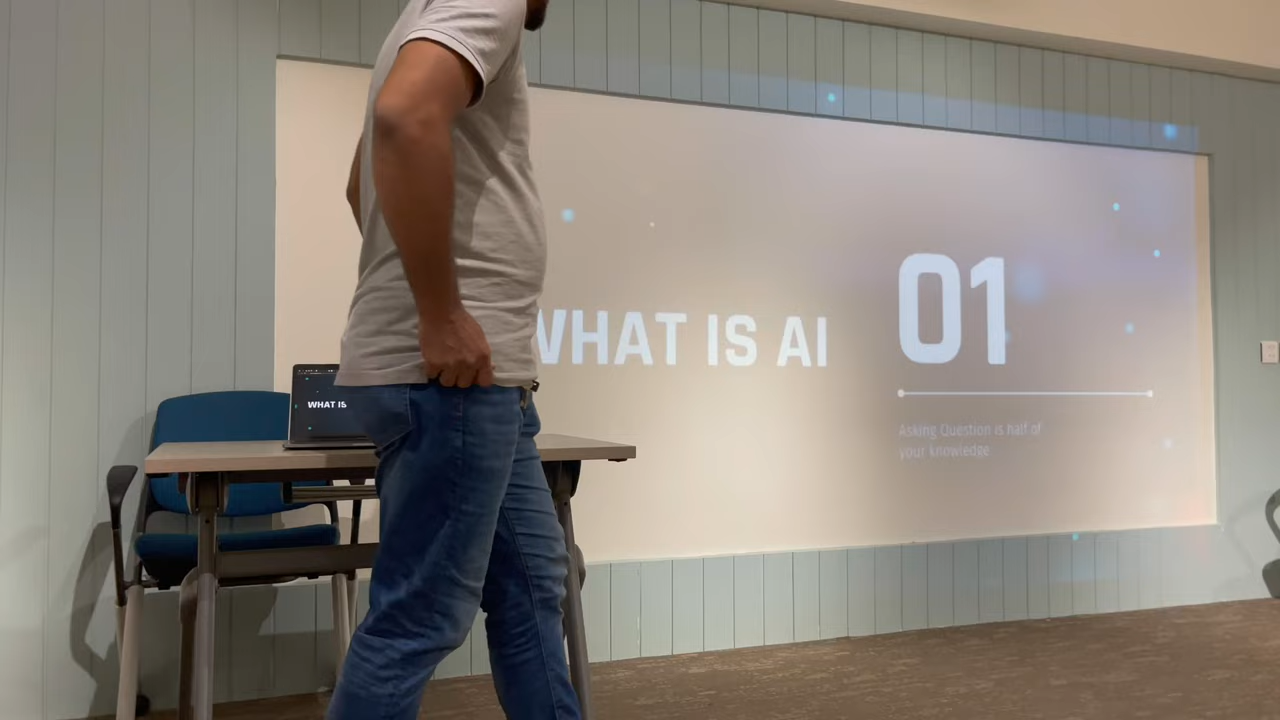 WHAT IS AI
01
Asking Question is half of
your knowledge
WHAT IS